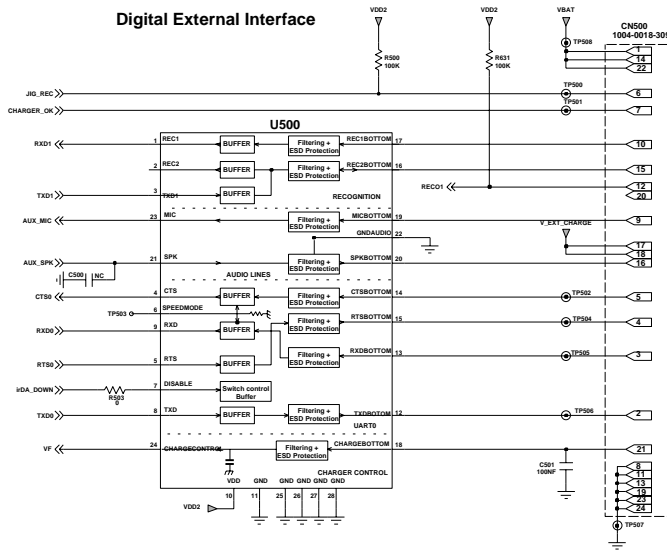 Digital External Interface
VDD2
VDD2
VBAT
CN500
1004-0018-309
TP508
1
14
22
R500
100K
R631
100K
JIG_REC
TP500
6
CHARGER_OK
TP501
7
U500
RXD1
1
REC1
BUFFER
Filtering +
ESD Protection
REC1BOTTOM
17
10
2
REC2
BUFFER
Filtering +
ESD Protection
REC2BOTTOM
16
15
TXD1
3
TXD1
BUFFER
RECO1
12
20
RECOGNITION
AUX_MIC
23
MIC
Filtering +
ESD Protection
MICBOTTOM
19
9
GNDAUDIO
22
V_EXT_CHARGE
17
18
AUX_SPK
21
SPK
Filtering +
ESD Protection
SPKBOTTOM
20
16
C500
NC
AUDIO LINES
CTS0
4
CTS
BUFFER
Filtering +
ESD Protection
CTSBOTTOM
14
TP502
5
TP503
6
SPEEDMODE
RXD0
9
RXD
BUFFER
Filtering +
ESD Protection
RTSBOTTOM
15
TP504
4
RTS0
5
RTS
BUFFER
Filtering +
ESD Protection
RXDBOTTOM
13
TP505
3
irDA_DOWN
R503
0
7
DISABLE
Switch control
Buffer
TXD0
8
TXD
BUFFER
Filtering +
ESD Protection
TXDBOTOM
12
TP506
2
UART0
VF
24
CHARGECONTROL
Filtering +
ESD Protection
CHARGEBOTTOM
18
21
C501
100NF
8
11
13
19
23
24
CHARGER CONTROL
VDD
GND
GND
GND
GND
GND
10
11
25
26
27
28
VDD2
TP507